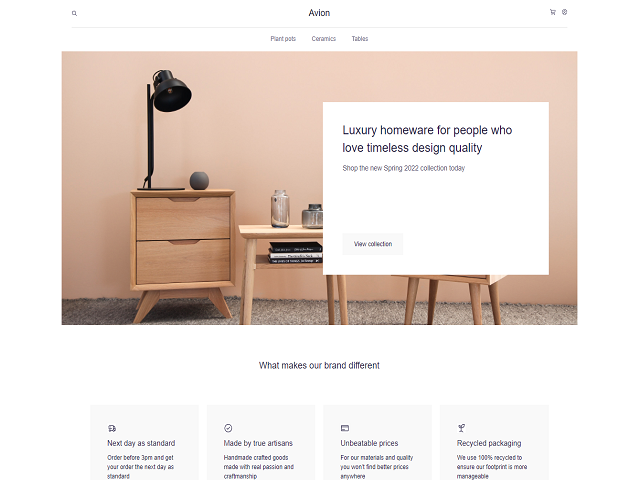 Avion
Plant pots Ceramics Tables
Luxury homeware for people who
love timeless design quality
Shop the new Spring 2022 collection today
View collection
What makes our brand different
Next day as standard
Order before 3pm and get
your order the next day as
standard
Made by true artisans
Handmade crafted goods
made with real passion and
craftmanship
Unbeatable prices
For our materials and quality
you won't find better prices
anywhere
Recycled packaging
We use 100% recycled to
ensure our footprint is more
manageable